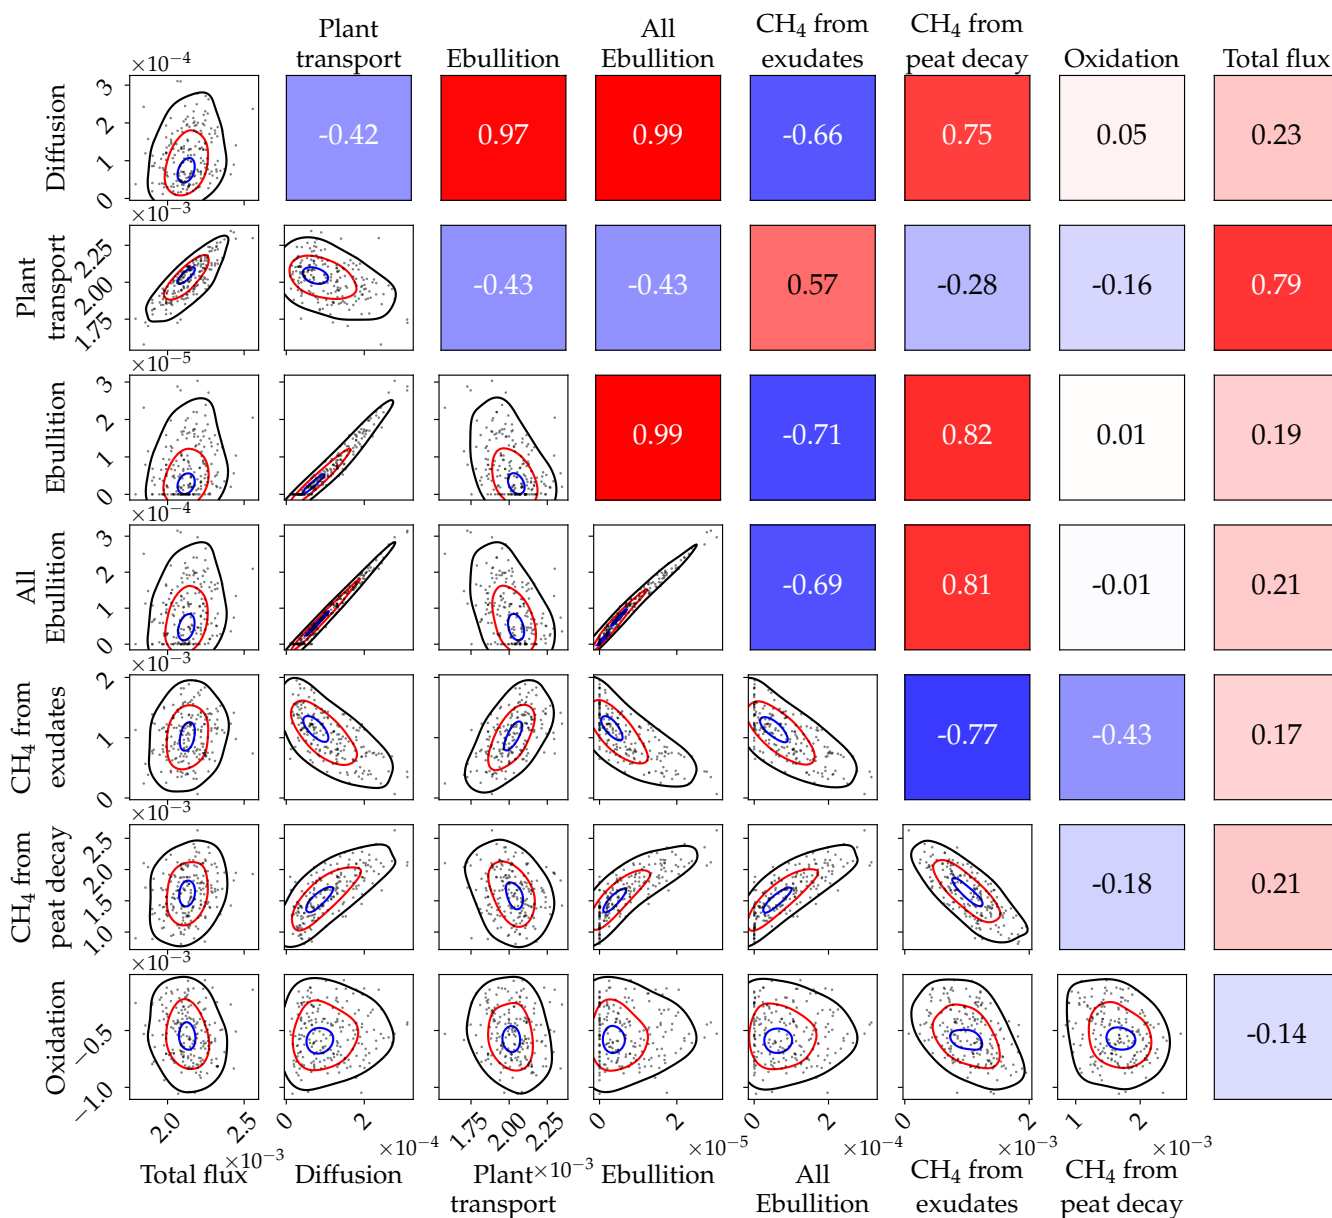 Plant
transport
Ebullition
All
Ebullition
CH₄ from
exudates
CH₄ from
peat decay
Oxidation
Total flux
×10⁻⁴
Diffusion
3
2
1
0
-0.42
0.97
0.99
-0.66
0.75
0.05
0.23
×10⁻³
Plant
transport
2.25
2.00
1.75
-0.43
-0.43
0.57
-0.28
-0.16
0.79
×10⁻⁵
Ebullition
3
2
1
0
0.99
-0.71
0.82
0.01
0.19
×10⁻⁴
All
Ebullition
3
2
1
0
-0.69
0.81
-0.01
0.21
×10⁻³
CH₄ from
exudates
2
1
0
-0.77
-0.43
0.17
×10⁻³
CH₄ from
peat decay
2.5
2.0
1.5
1.0
-0.18
0.21
×10⁻³
Oxidation
−0.5
−1.0
-0.14
2.0 2.5
0 2
1.75 2.00 2.25
0 2
0 2
0 2
1 2
×10⁻³
×10⁻⁴
×10⁻³
×10⁻⁵
×10⁻⁴
×10⁻³
×10⁻³
Total flux
Diffusion
Plant
transport
Ebullition
All
Ebullition
CH₄ from
exudates
CH₄ from
peat decay